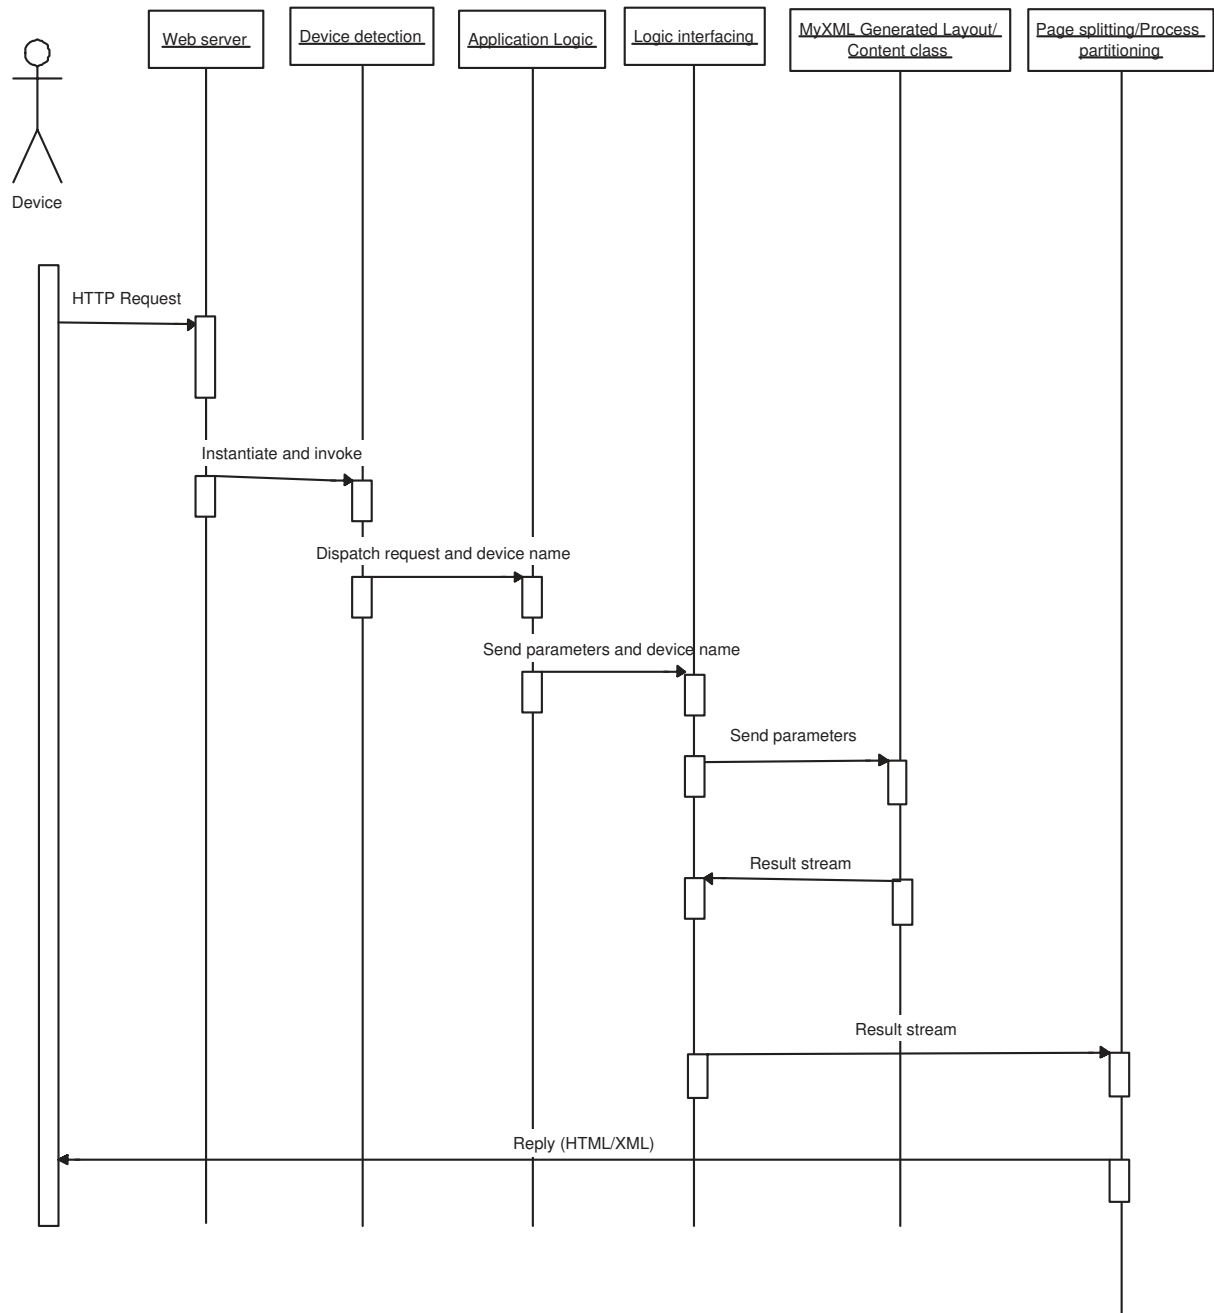 Web server
Device detection
Application Logic
Logic interfacing
MyXML Generated Layout/
Content class
Page splitting/Process
partitioning
Device
HTTP Request
Instantiate and invoke
Dispatch request and device name
Send parameters and device name
Send parameters
Result stream
Result stream
Reply (HTML/XML)